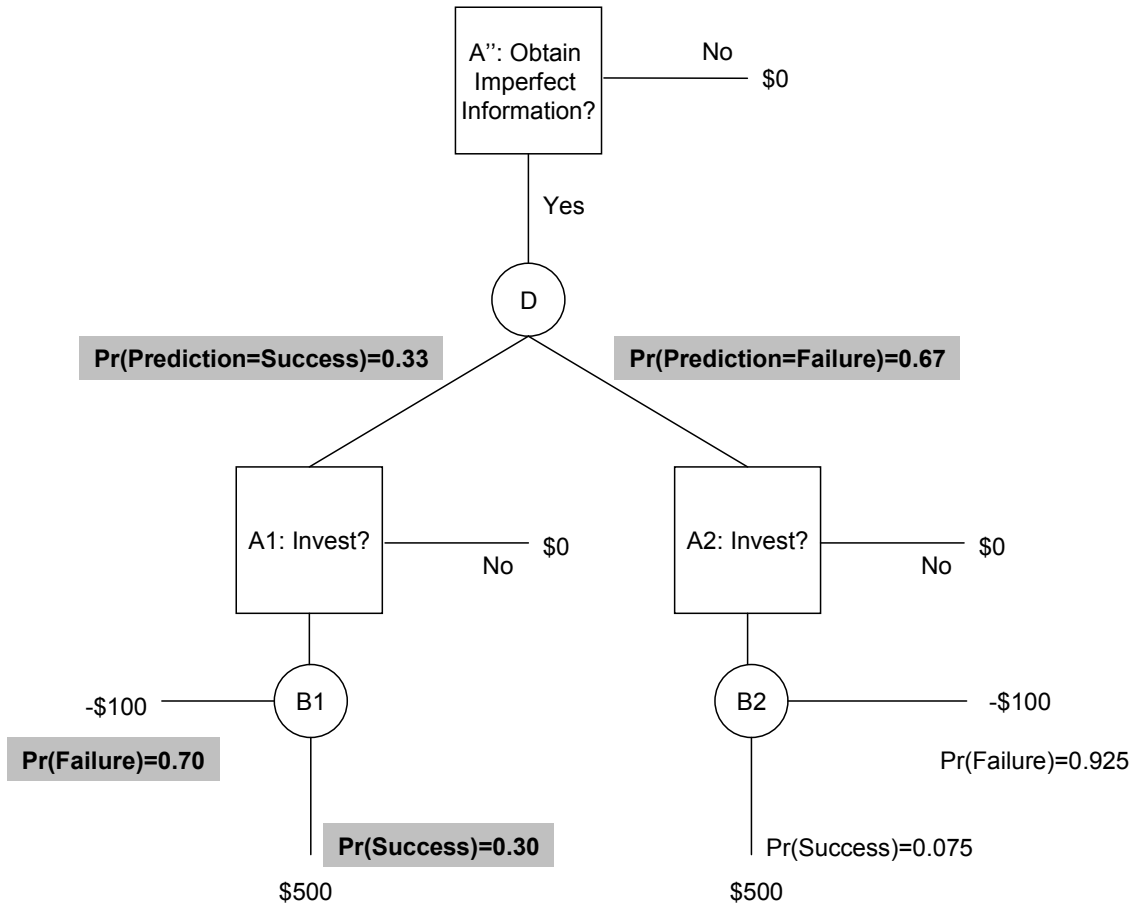 A’’: Obtain
Imperfect
Information?
No
$0
Yes
D
Pr(Prediction=Success)=0.33
Pr(Prediction=Failure)=0.67
A1: Invest?
No
$0
A2: Invest?
No
$0
-$100
B1
B2
-$100
Pr(Failure)=0.70
Pr(Failure)=0.925
Pr(Success)=0.30
Pr(Success)=0.075
$500
$500